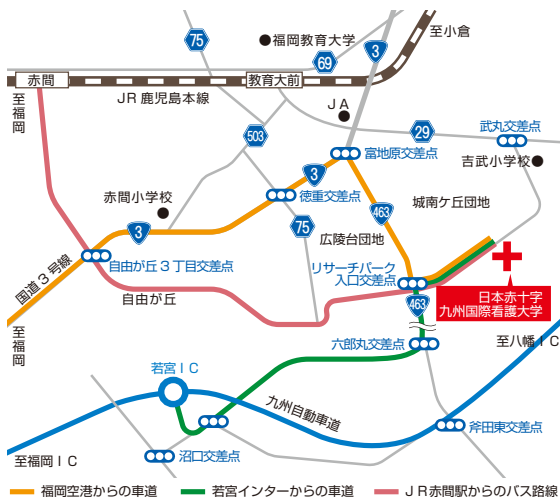 75
福岡教育大学
3
至小倉
69
赤間
教育大前
至福岡
JR鹿児島本線
JA
503
29
武丸交差点
富地原交差点
吉武小学校
3
徳重交差点
赤間小学校
463
城南ケ丘団地
75
3
広陵台団地
国道3号線
自由が丘3丁目交差点
リサーチパーク
入口交差点
自由が丘
463
日本赤十字
九州国際看護大学
至福岡
六郎丸交差点
至八幡IC
若宮IC
九州自動車道
斧田東交差点
至福岡IC
沼口交差点
福岡空港からの車道
若宮インターからの車道
JR赤間駅からのバス路線